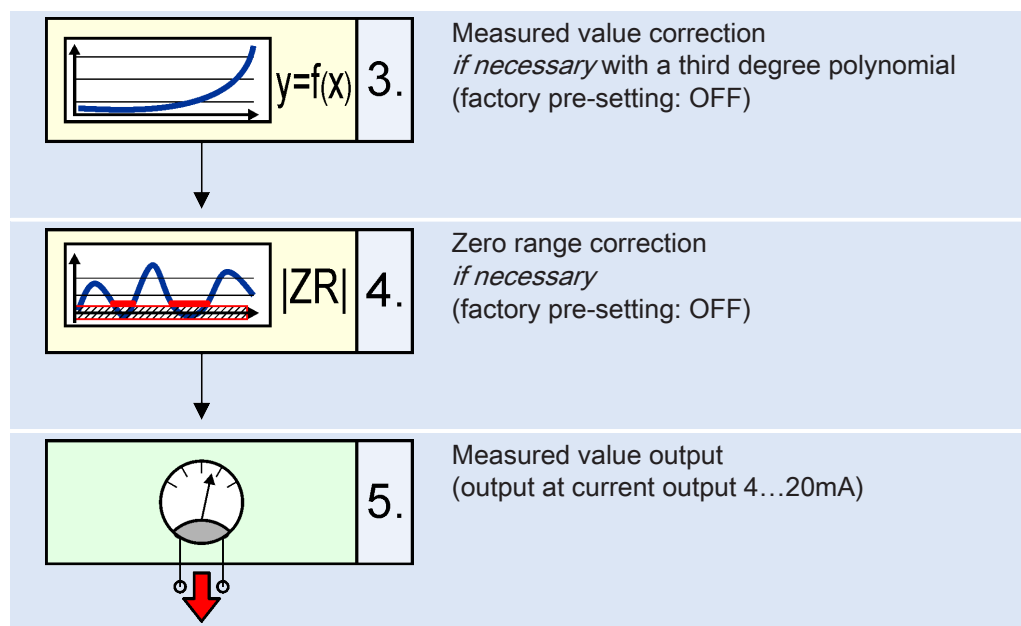 y=f(x)
3.
Measured value correction
if necessary with a third degree polynomial
(factory pre-setting: OFF)
|ZR|
4.
Zero range correction
if necessary
(factory pre-setting: OFF)
5.
Measured value output
(output at current output 4…20mA)